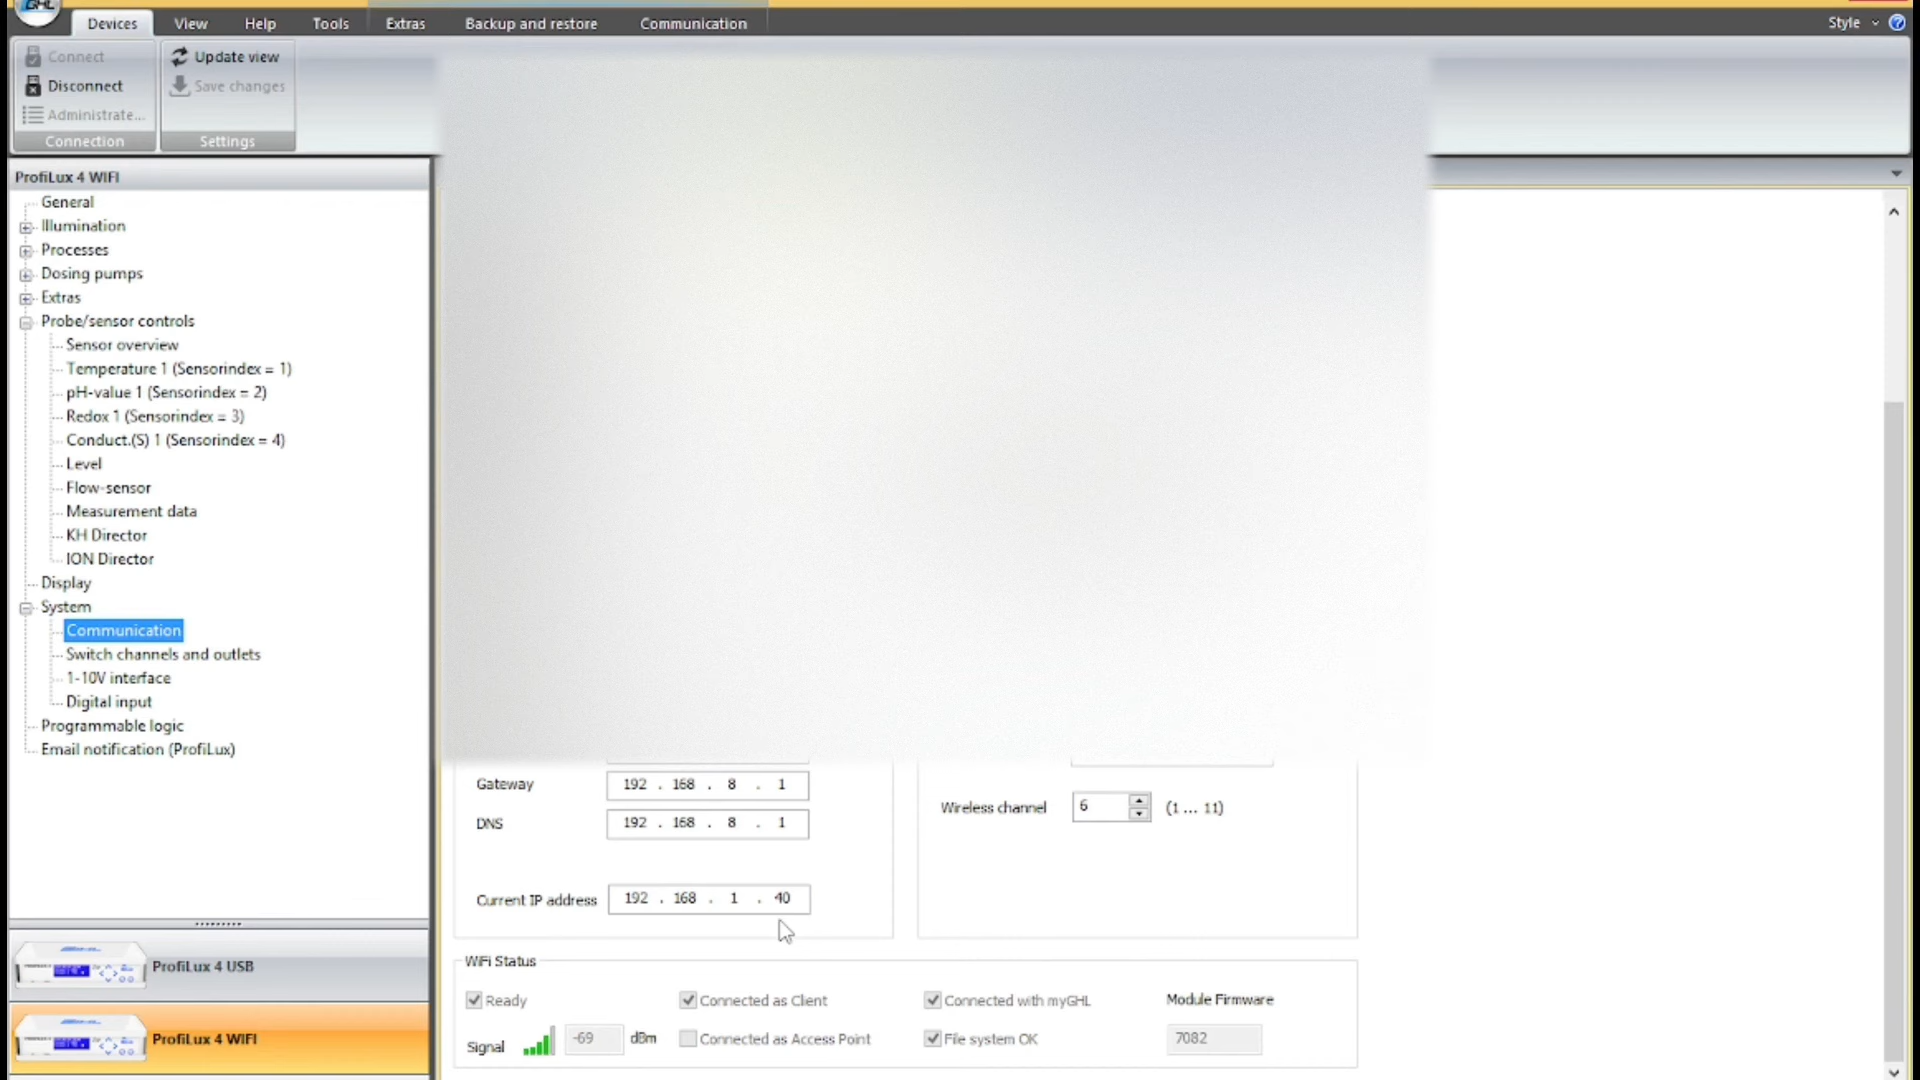 GHL
Devices View Help Tools Extras Backup and restore Communication Style
Connect
Disconnect
Administrate...
Connection
Update view
Save changes
Settings
ProfiLux 4 WIFI
General
Illumination
Processes
Dosing pumps
Extras
Probe/sensor controls
Sensor overview
Temperature 1 (Sensorindex = 1)
pH-value 1 (Sensorindex = 2)
Redox 1 (Sensorindex = 3)
Conduct.(S) 1 (Sensorindex = 4)
Level
Flow-sensor
Measurement data
KH Director
ION Director
Display
System
Communication
Switch channels and outlets
1-10V interface
Digital input
Programmable logic
Email notification (ProfiLux)
ProfiLux 4 USB
ProfiLux 4 WIFI
Gateway 192 . 168 . 8 . 1
DNS 192 . 168 . 8 . 1
Current IP address 192 . 168 . 1 . 40
Wireless channel 6 (1 ... 11)
WiFi Status
Ready Connected as Client Connected with myGHL Module Firmware
Signal -69 dBm Connected as Access Point File system OK 7082